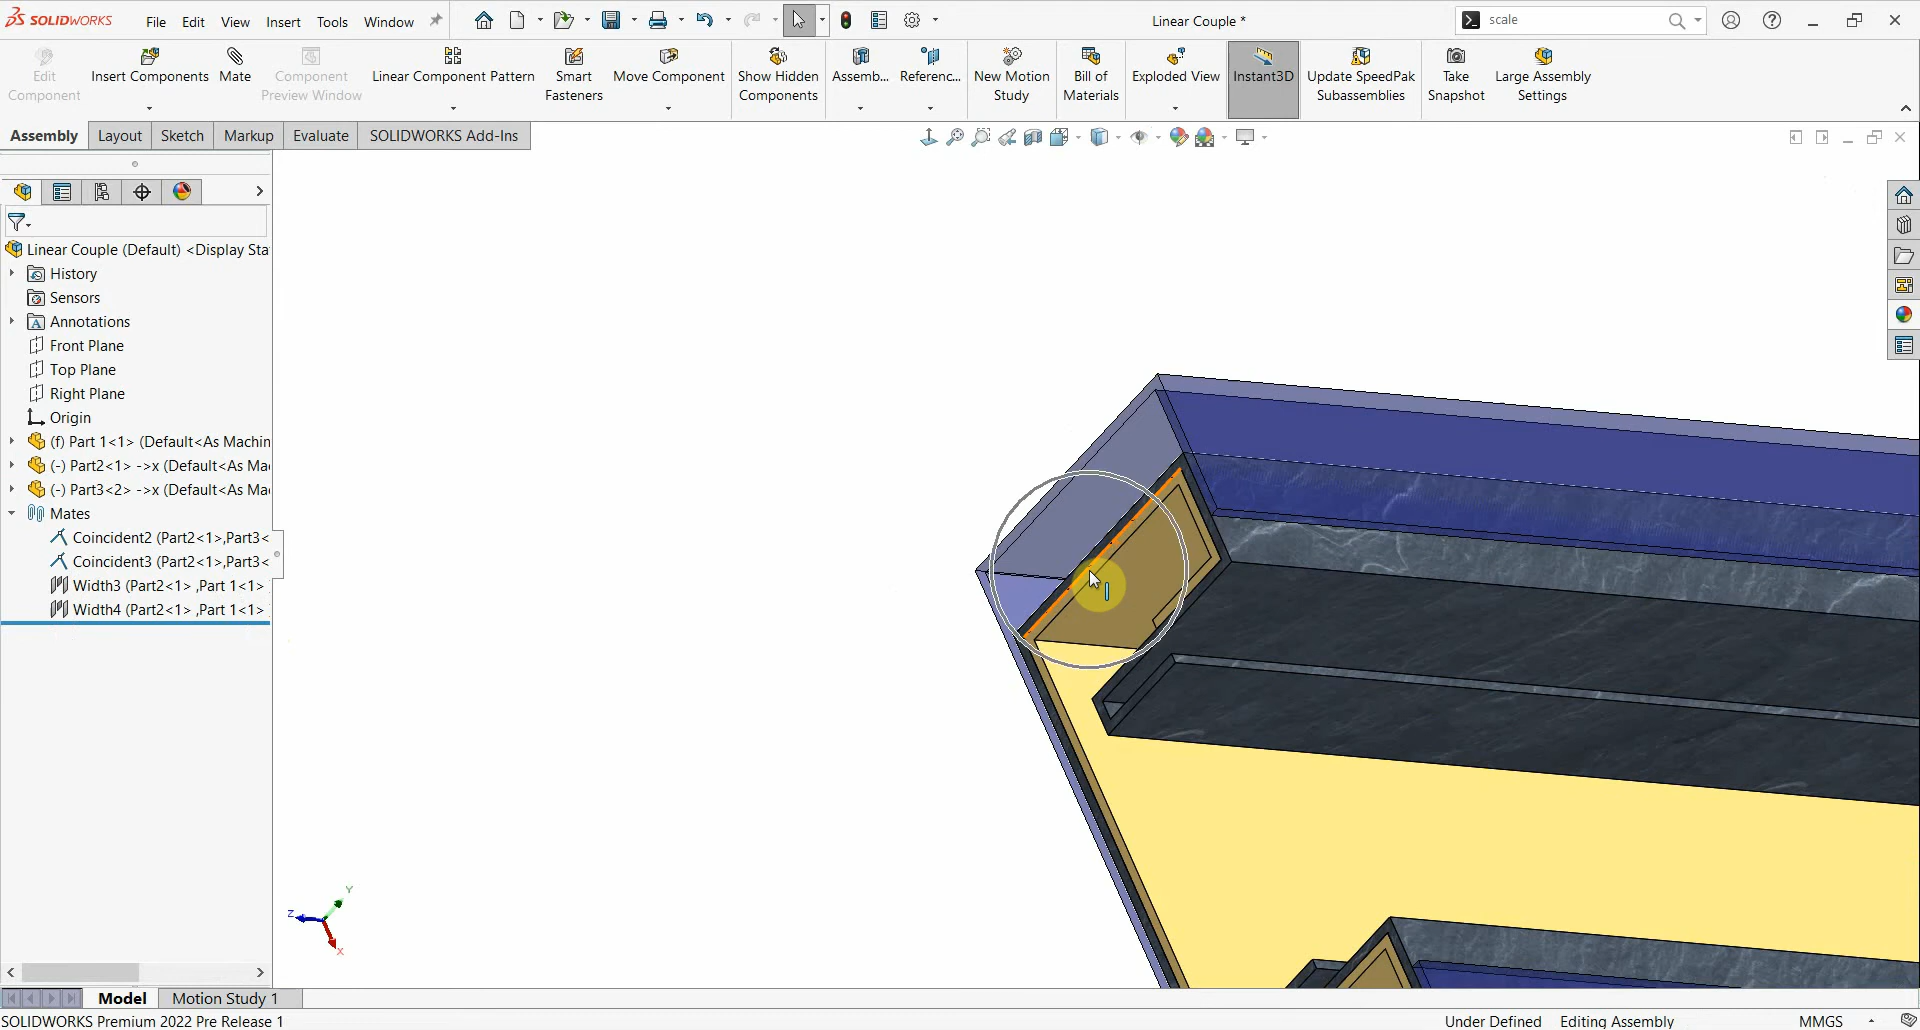 SOLIDWORKS File Edit View Insert Tools Window Linear Couple * scale
Edit Component
Insert Components
Mate
Component Preview Window
Linear Component Pattern
Smart Fasteners
Move Component
Show Hidden Components
Assemb...
Referenc...
New Motion Study
Bill of Materials
Exploded View
Instant3D
Update SpeedPak Subassemblies
Take Snapshot
Large Assembly Settings
Assembly Layout Sketch Markup Evaluate SOLIDWORKS Add-Ins
Linear Couple (Default) <Display Sta
History
Sensors
Annotations
Front Plane
Top Plane
Right Plane
Origin
(f) Part 1<1> (Default<As Machin
(-) Part2<1> ->x (Default<As Ma
(-) Part3<2> ->x (Default<As Ma
Mates
Coincident2 (Part2<1>,Part3<
Coincident3 (Part2<1>,Part3<
Width3 (Part2<1> ,Part 1<1>
Width4 (Part2<1> ,Part 1<1>
Y
Z
X
Model Motion Study 1
SOLIDWORKS Premium 2022 Pre Release 1 Under Defined Editing Assembly MMGS